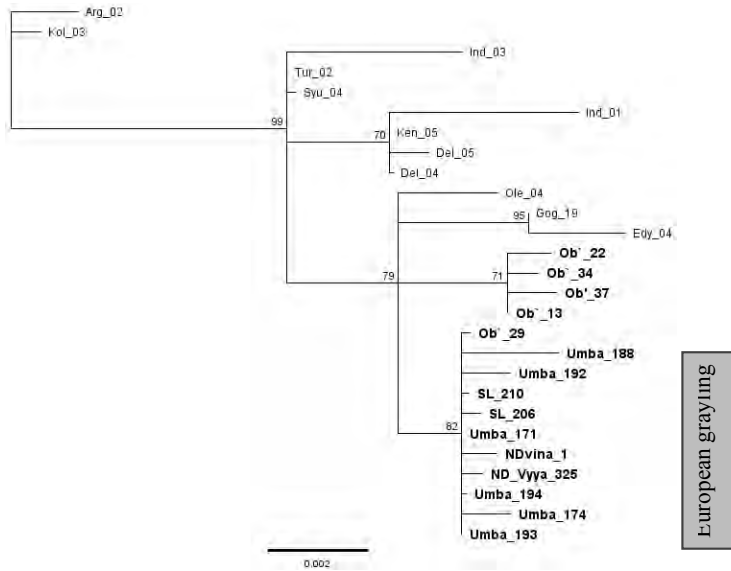 Arg_02
Kol_03
Ind_03
Tur_02
Syu_04
99
Ind_01
70
Ken_05
Del_05
Del_04
Ole_04
95
Gog_19
Edy_04
Ob`_22
79
71
Ob`_34
Ob'_37
Ob`_13
Ob`_29
Umba_188
Umba_192
SL_210
SL_206
82
Umba_171
NDvina_1
ND_Vyya_325
Umba_194
Umba_174
Umba_193
European grayling
0.002